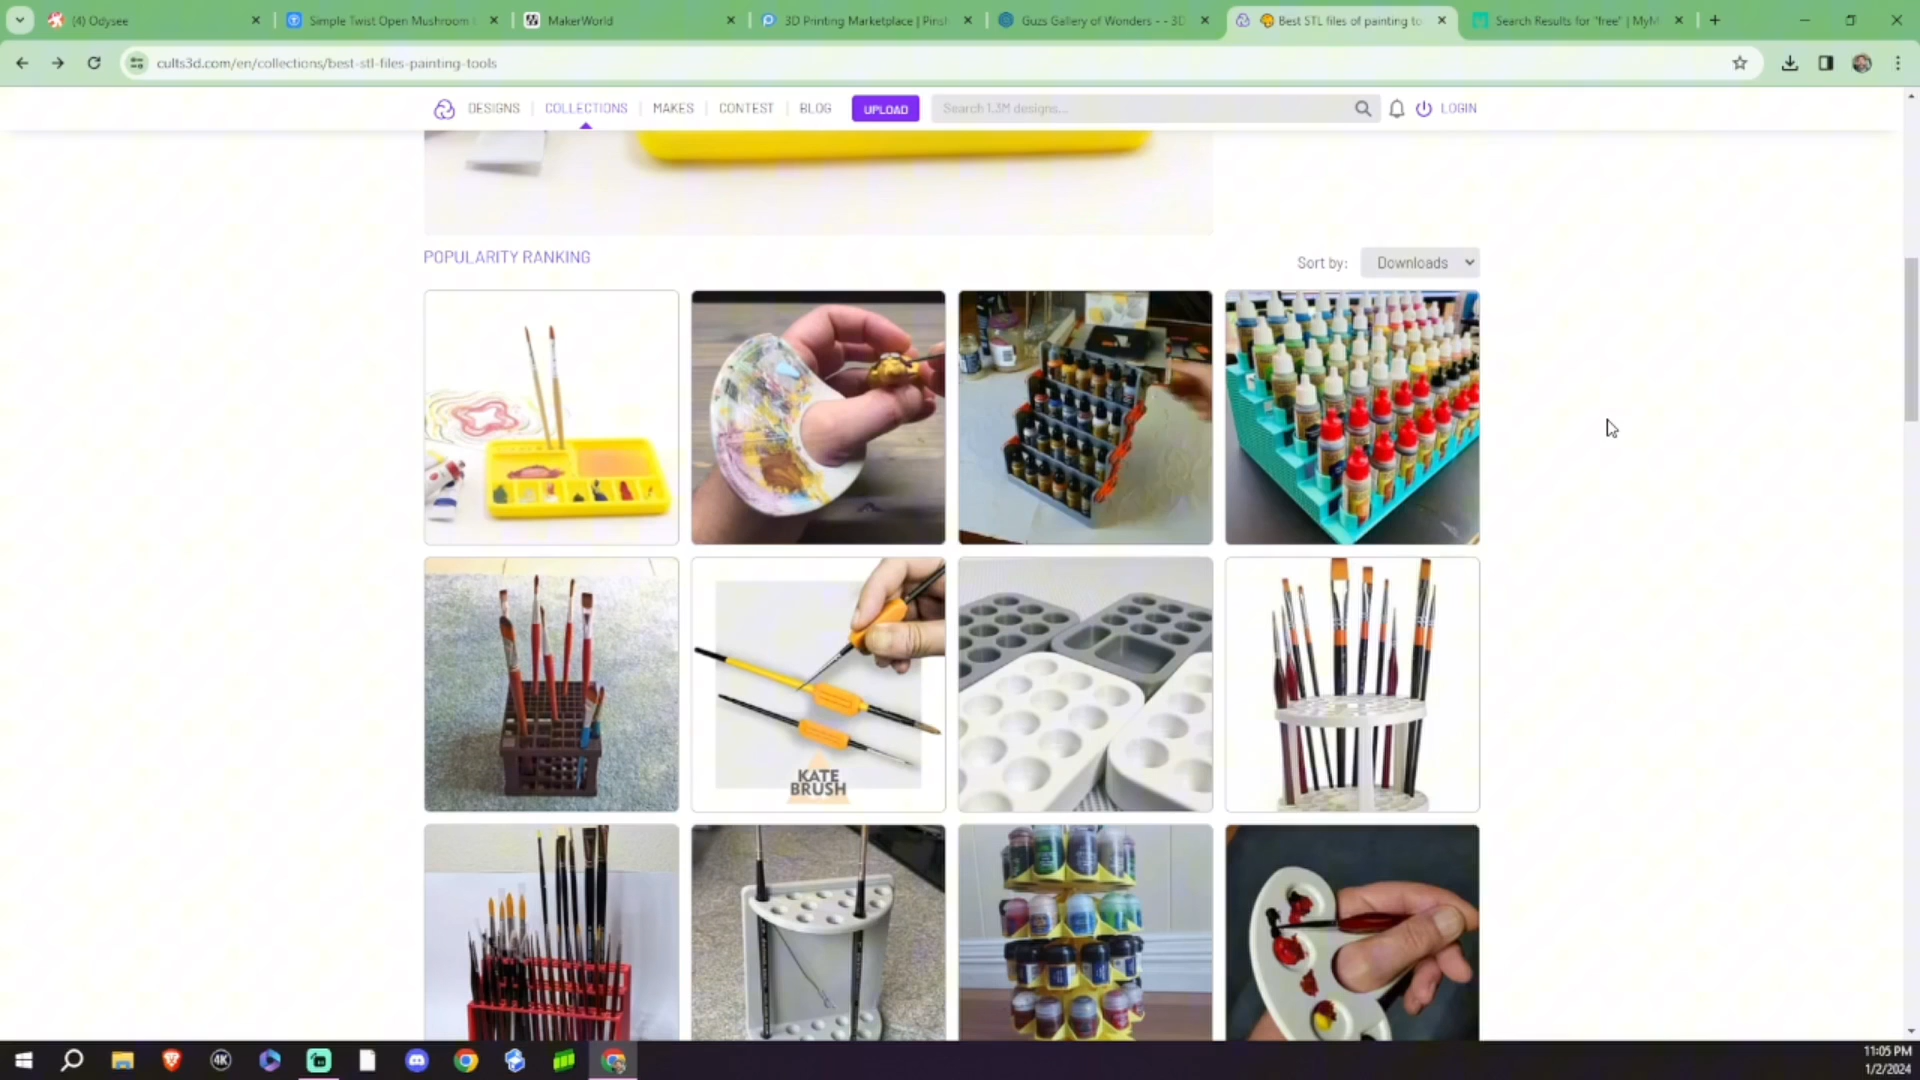 (4) Odysee
Simple Twist Open Mushroom
MakerWorld
3D Printing Marketplace | Pinsh
Guzs Gallery of Wonders - - 3D
Best STL files of painting to
Search Results for "free" | MyM
cults3d.com/en/collections/best-stl-files-painting-tools
DESIGNS
COLLECTIONS
MAKES
CONTEST
BLOG
UPLOAD
Search 1.3M designs...
LOGIN
POPULARITY RANKING
Sort by:
Downloads
KATE
BRUSH
4K
11:05 PM
1/2/2024